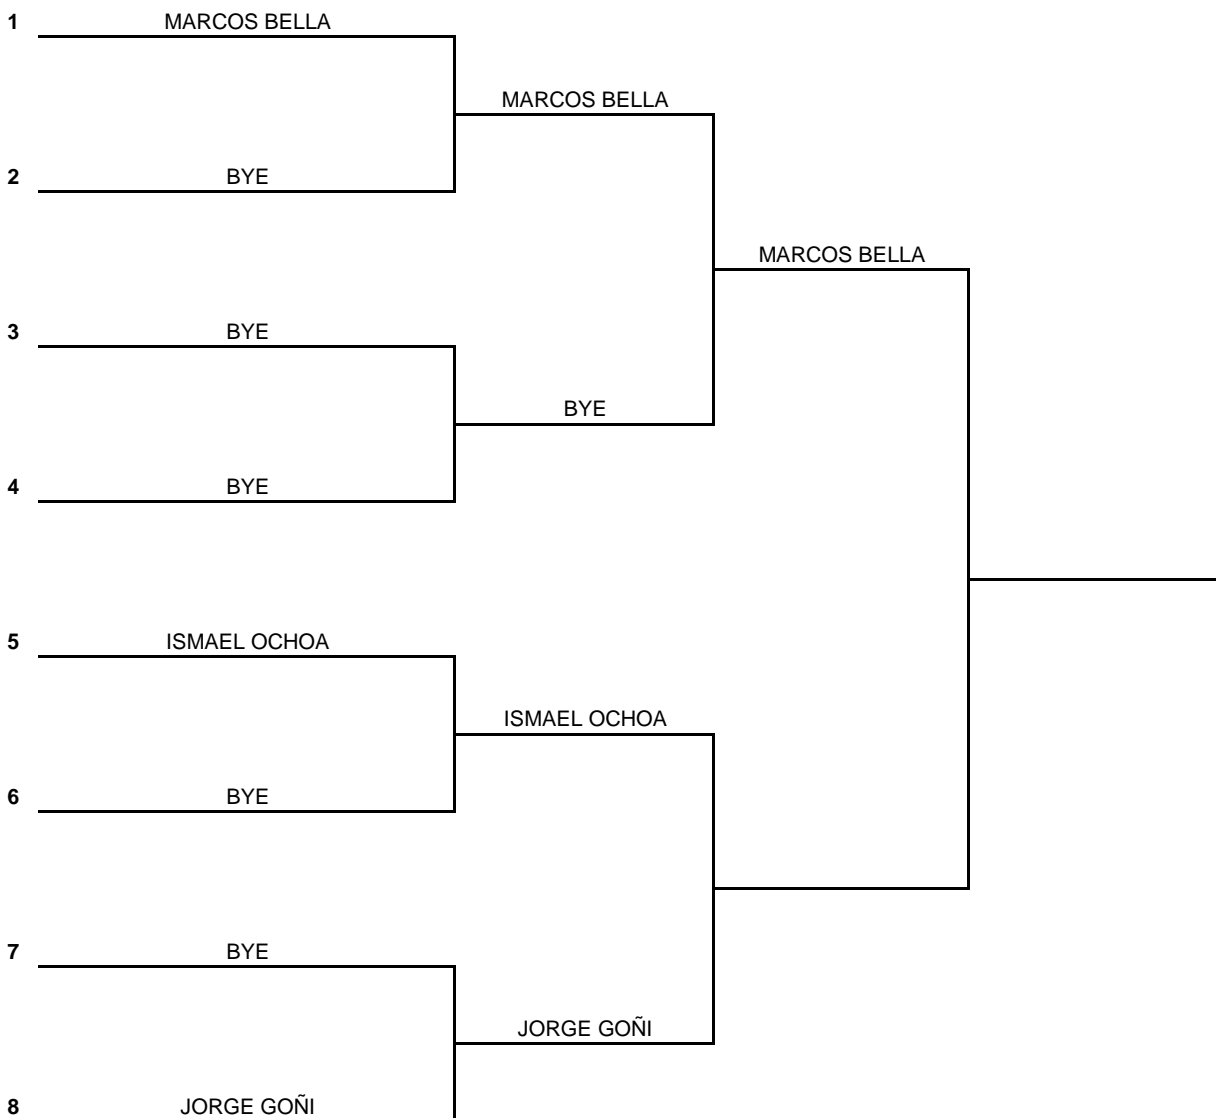 1 MARCOS BELLA
MARCOS BELLA
2 BYE
MARCOS BELLA
3 BYE
BYE
4 BYE
5 ISMAEL OCHOA
ISMAEL OCHOA
6 BYE
7 BYE
JORGE GOÑI
8 JORGE GOÑI